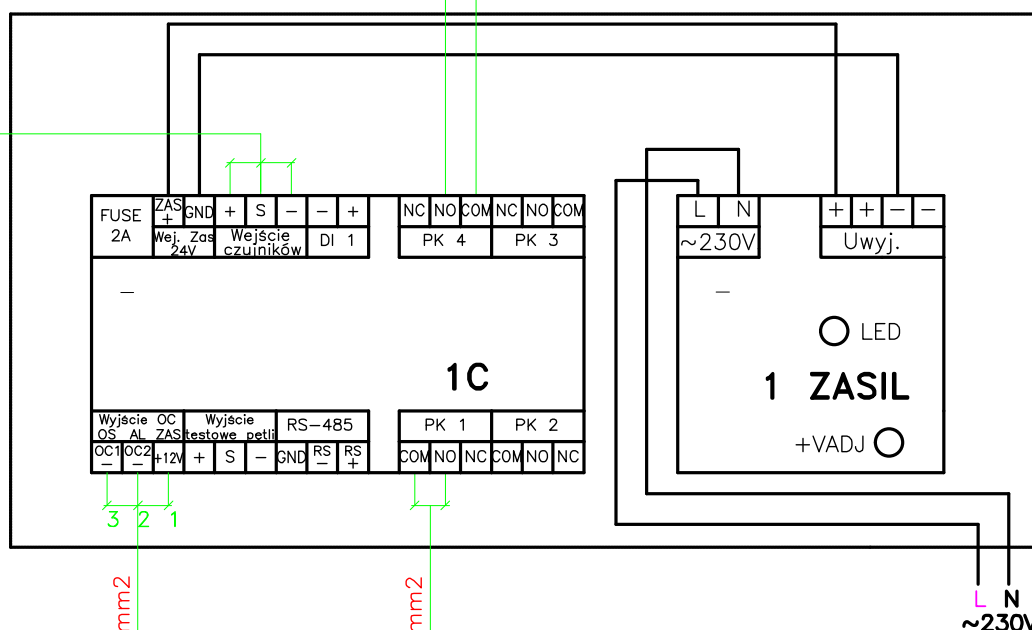 FUSE
2A
ZAS
+
GND
+ S −
− +
Wej. Zas
24V
Wejście
czujników
DI 1
NC NO COM NC NO COM
PK 4 PK 3
−
1C
Wyjście OC
OS AL ZAS
Wyjście
testowe petli
RS-485
PK 1 PK 2
OC1
−
OC2
−
+12V
+ S −
GND
RS
−
RS
+
COM NO NC COM NO NC
3 2 1
mm2
mm2
L N
~230V
+ + − −
Uwyj.
−
LED
1 ZASIL
+VADJ
L N
~230V